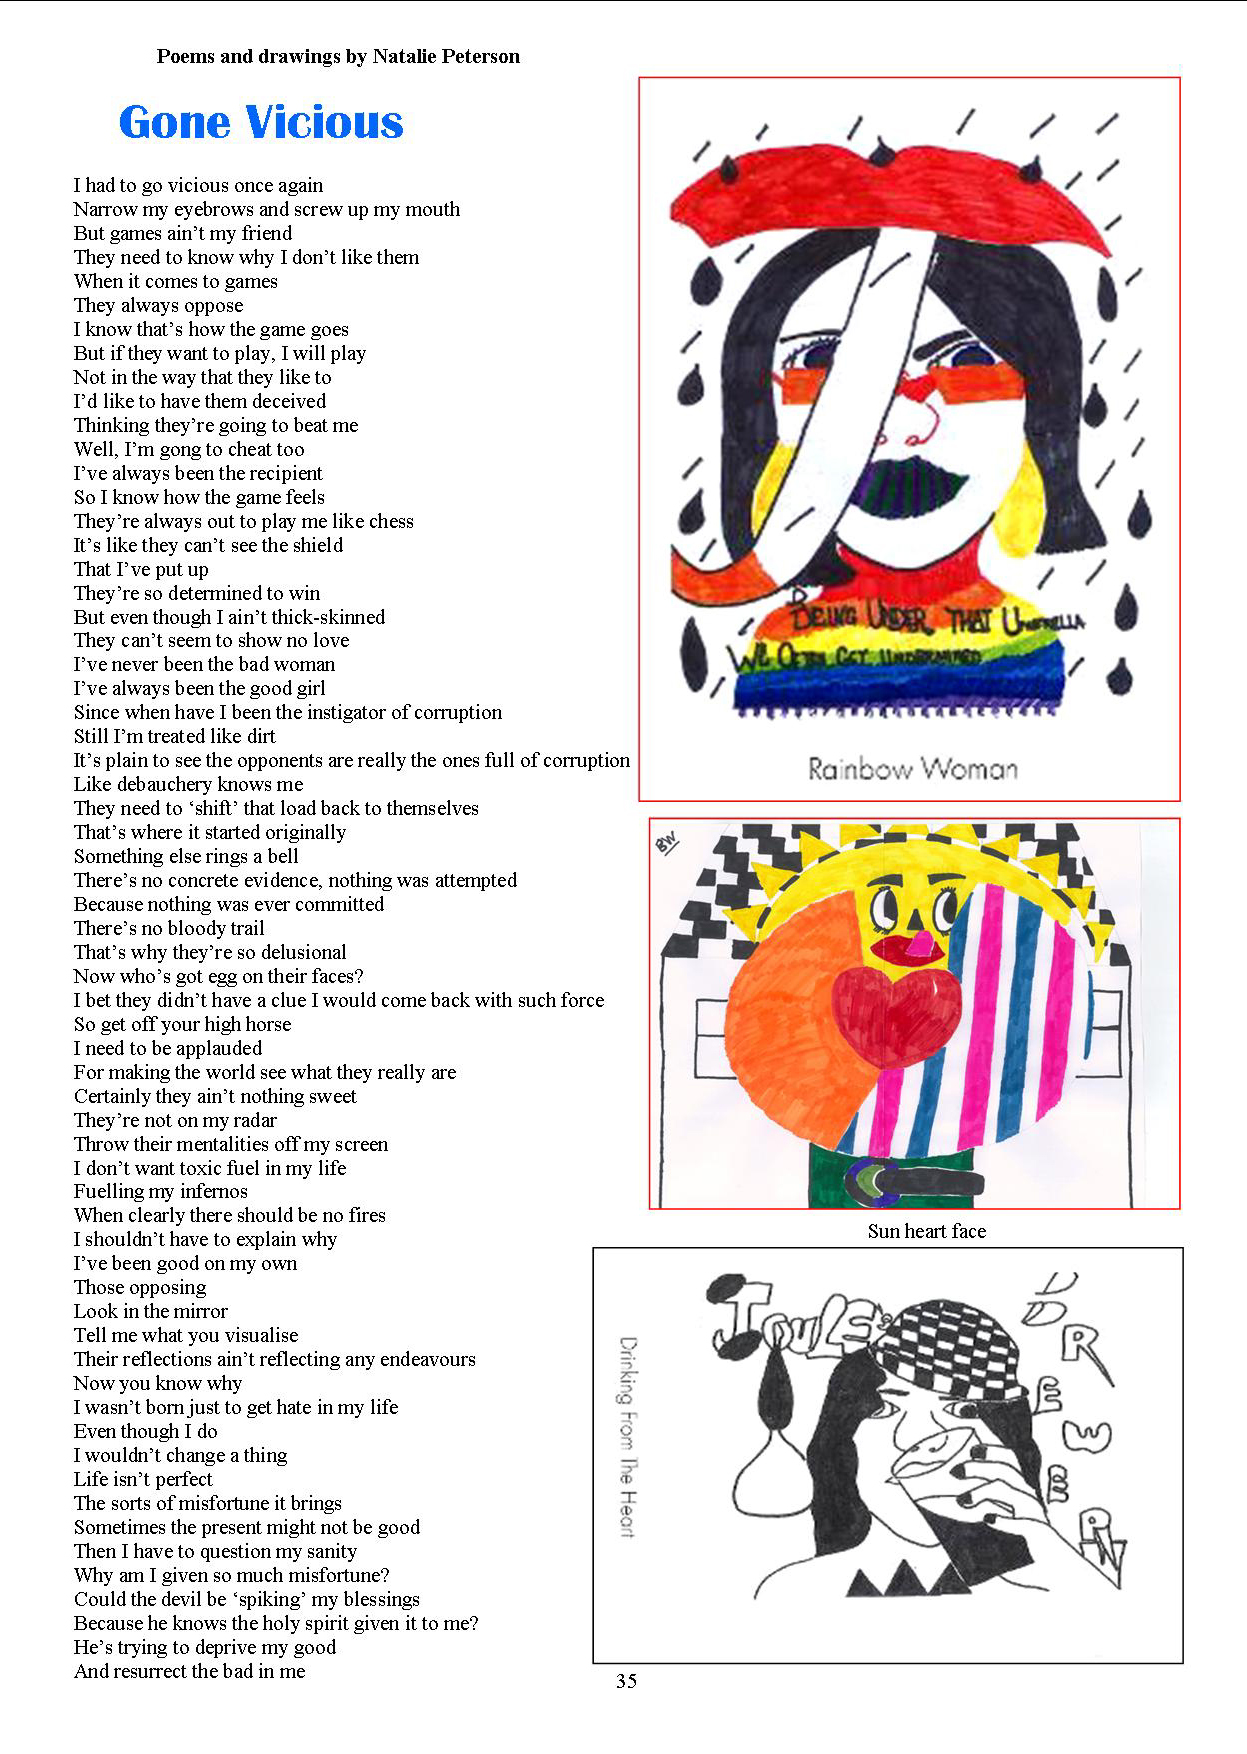 Poems and drawings by Natalie Peterson
Gone Vicious
I had to go vicious once again
Narrow my eyebrows and screw up my mouth
But games ain’t my friend
They need to know why I don’t like them
When it comes to games
They always oppose
I know that’s how the game goes
But if they want to play, I will play
Not in the way that they like to
I’d like to have them deceived
Thinking they’re going to beat me
Well, I’m gong to cheat too
I’ve always been the recipient
So I know how the game feels
They’re always out to play me like chess
It’s like they can’t see the shield
That I’ve put up
They’re so determined to win
But even though I ain’t thick-skinned
They can’t seem to show no love
I’ve never been the bad woman
I’ve always been the good girl
Since when have I been the instigator of corruption
Still I’m treated like dirt
It’s plain to see the opponents are really the ones full of corruption
Like debauchery knows me
They need to ‘shift’ that load back to themselves
That’s where it started originally
Something else rings a bell
There’s no concrete evidence, nothing was attempted
Because nothing was ever committed
There’s no bloody trail
That’s why they’re so delusional
Now who’s got egg on their faces?
I bet they didn’t have a clue I would come back with such force
So get off your high horse
I need to be applauded
For making the world see what they really are
Certainly they ain’t nothing sweet
They’re not on my radar
Throw their mentalities off my screen
I don’t want toxic fuel in my life
Fuelling my infernos
When clearly there should be no fires
I shouldn’t have to explain why
I’ve been good on my own
Those opposing
Look in the mirror
Tell me what you visualise
Their reflections ain’t reflecting any endeavours
Now you know why
I wasn’t born just to get hate in my life
Even though I do
I wouldn’t change a thing
Life isn’t perfect
The sorts of misfortune it brings
Sometimes the present might not be good
Then I have to question my sanity
Why am I given so much misfortune?
Could the devil be ‘spiking’ my blessings
Because he knows the holy spirit given it to me?
He’s trying to deprive my good
And resurrect the bad in me
BEING UNDER THAT UMBRELLA
WE OFTEN GET UNDERMINED
Rainbow Woman
BW
Sun heart face
Drinking From The Heart
35